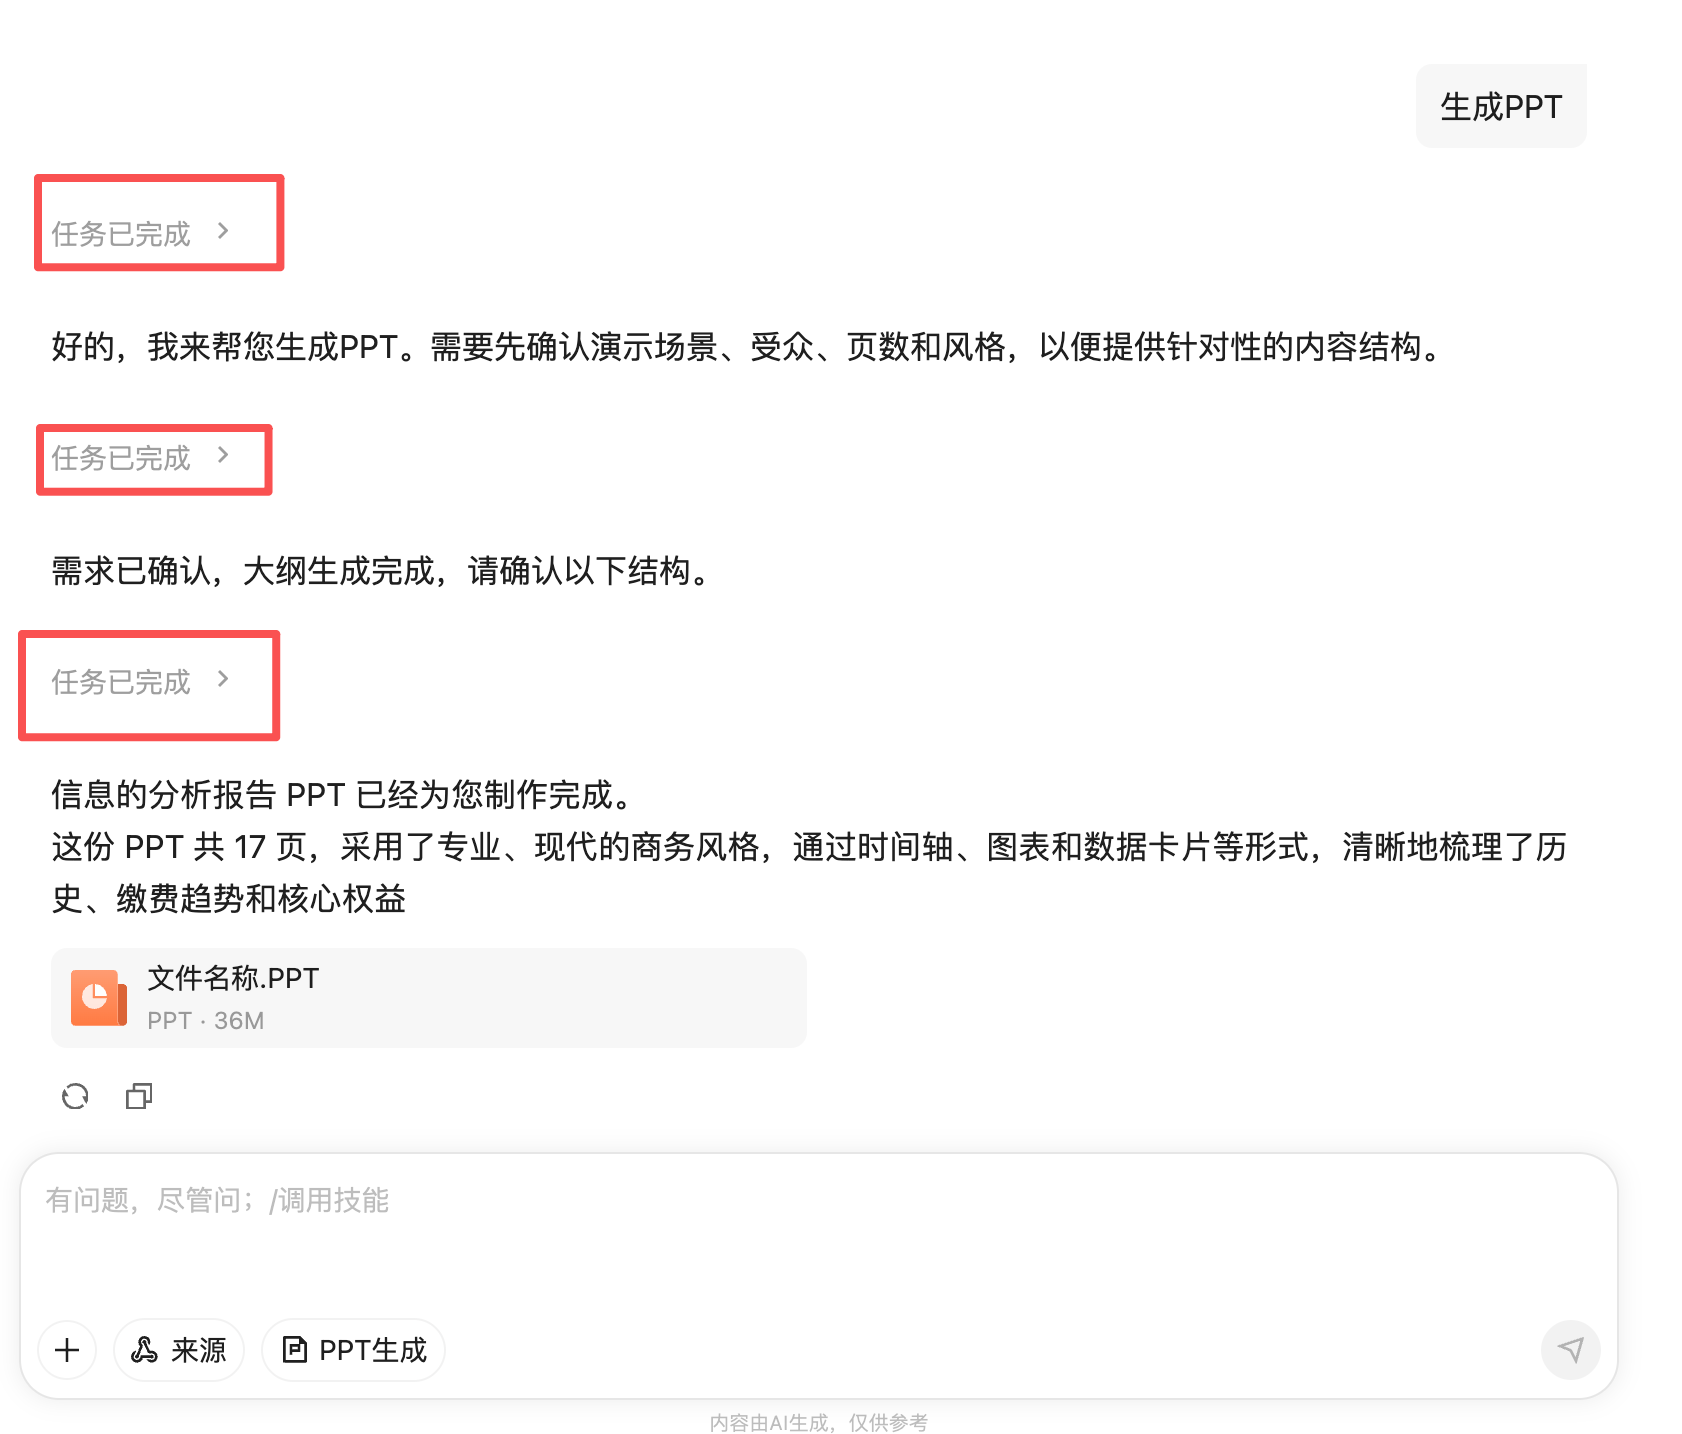 生成PPT
任务已完成
好的，我来帮您生成PPT。需要先确认演示场景、受众、页数和风格，以便提供针对性的内容结构。
任务已完成
需求已确认，大纲生成完成，请确认以下结构。
任务已完成
信息的分析报告 PPT 已经为您制作完成。
这份 PPT 共 17 页，采用了专业、现代的商务风格，通过时间轴、图表和数据卡片等形式，清晰地梳理了历
史、缴费趋势和核心权益
文件名称.PPT
PPT · 36M
有问题，尽管问；/调用技能
来源
PPT生成
内容由AI生成，仅供参考